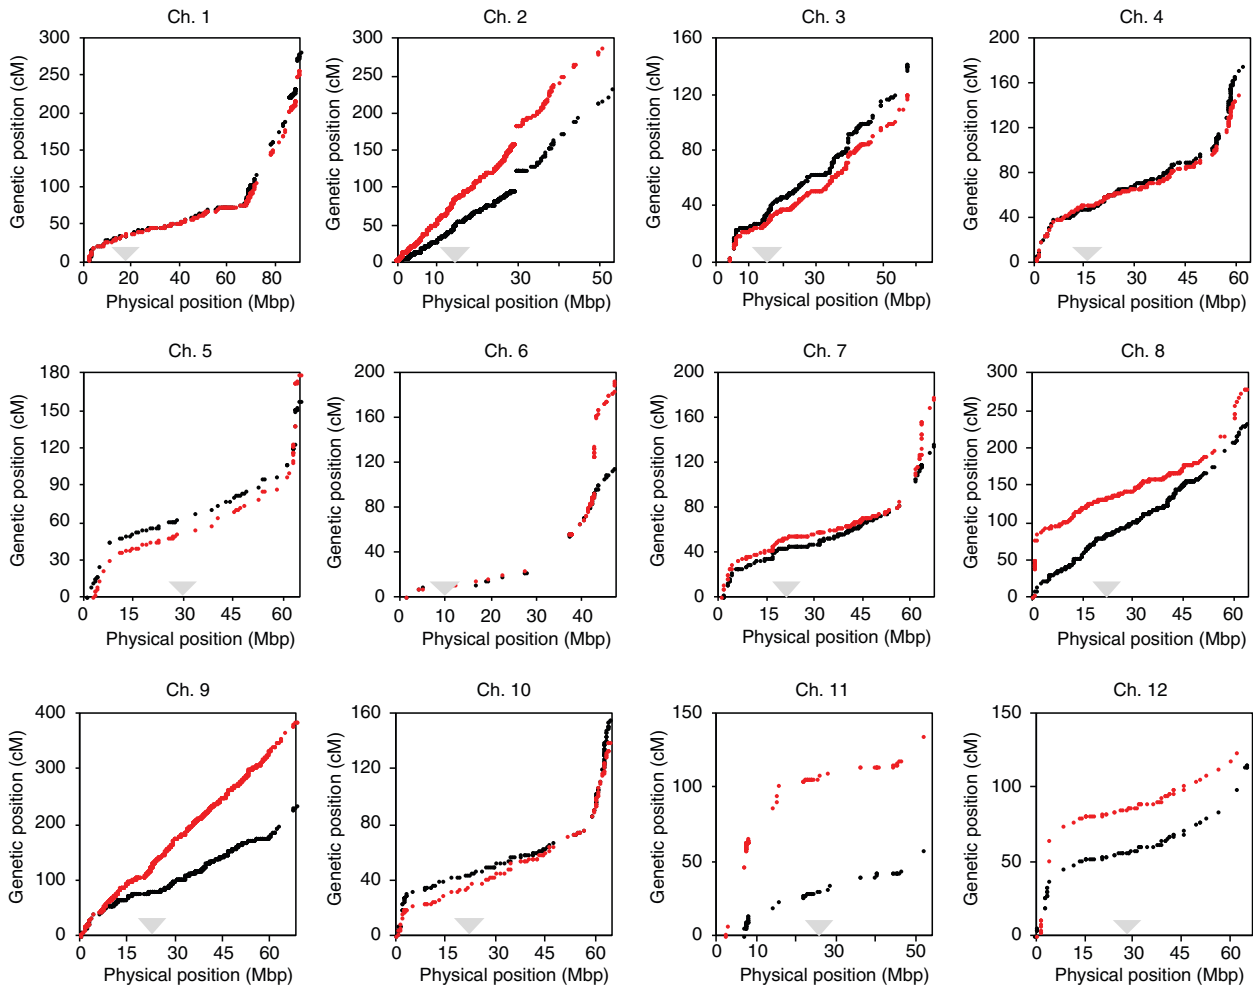 Ch. 1
Genetic position (cM)
300
250
200
150
100
50
0
0 20 40 60 80
Physical position (Mbp)
Ch. 2
Genetic position (cM)
300
250
200
150
100
50
0
0 10 20 30 40 50
Physical position (Mbp)
Ch. 3
Genetic position (cM)
160
120
80
40
0
0 10 30 50
Physical position (Mbp)
Ch. 4
Genetic position (cM)
200
160
120
80
40
0
0 15 30 45 60
Physical position (Mbp)
Ch. 5
Genetic position (cM)
180
150
120
90
60
30
0
0 15 30 45 60
Physical position (Mbp)
Ch. 6
Genetic position (cM)
200
160
120
80
40
0
0 10 20 30 40
Physical position (Mbp)
Ch. 7
Genetic position (cM)
200
160
120
80
40
0
0 15 30 45 60
Physical position (Mbp)
Ch. 8
Genetic position (cM)
300
250
200
150
100
50
0
0 15 30 45 60
Physical position (Mbp)
Ch. 9
Genetic position (cM)
400
300
200
100
0
0 15 30 45 60
Physical position (Mbp)
Ch. 10
Genetic position (cM)
160
120
80
40
0
0 15 30 45 60
Physical position (Mbp)
Ch. 11
Genetic position (cM)
150
100
50
0
0 10 30 50
Physical position (Mbp)
Ch. 12
Genetic position (cM)
150
100
50
0
0 15 30 45 60
Physical position (Mbp)